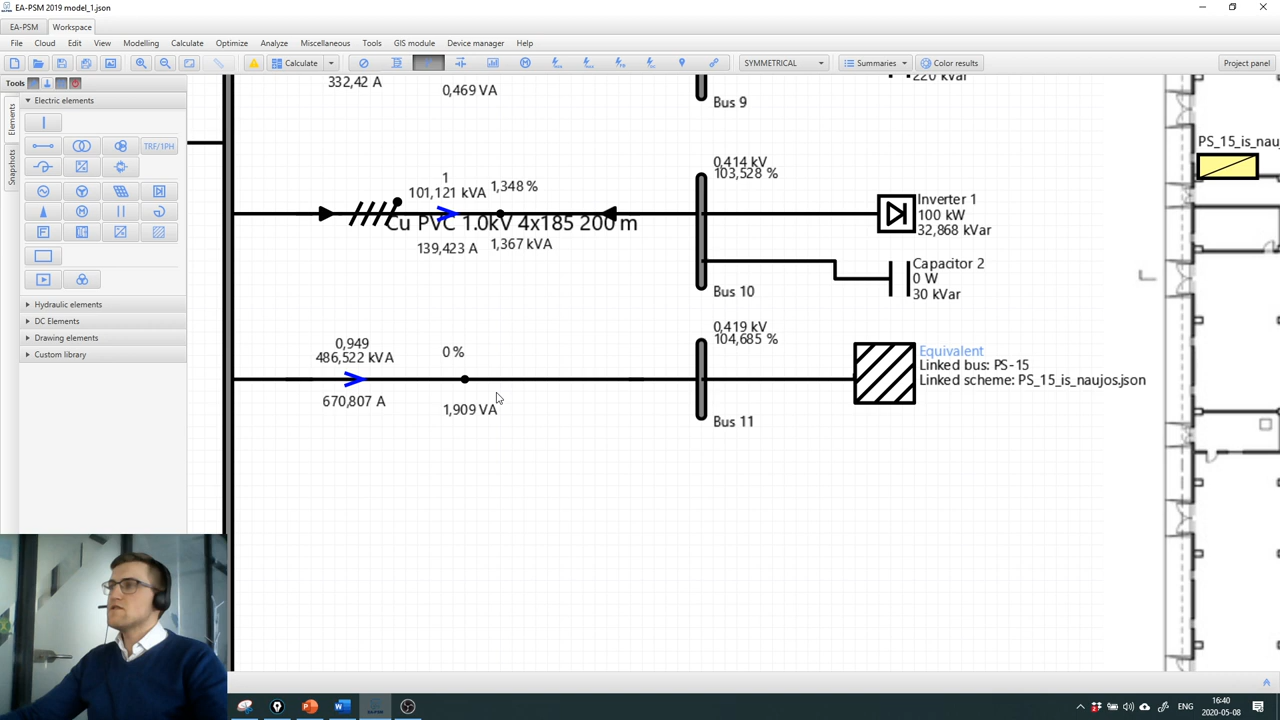 EA-PSM 2019 model_1.json
EA-PSM Workspace
File Cloud Edit View Modelling Calculate Optimize Analyze Miscellaneous Tools GIS module Device manager Help
Calculate SYMMETRICAL Summaries Color results Project panel
Tools
Elements
Snapshots
Electric elements
TRF/1PH
Hydraulic elements
DC Elements
Drawing elements
Custom library
332,42 A
0,469 VA
Bus 9
220 kVar
1
101,121 kVA
1,348 %
Cu PVC 1.0kV 4x185 200 m
139,423 A
1,367 kVA
0,414 kV
103,528 %
Bus 10
Inverter 1
100 kW
32,868 kVar
Capacitor 2
0 W
30 kVar
0,949
486,522 kVA
0 %
670,807 A
1,909 VA
0,419 kV
104,685 %
Bus 11
Equivalent
Linked bus: PS-15
Linked scheme: PS_15_is_naujos.json
PS_15_is_nauj
ENG
16:40
2020-05-08